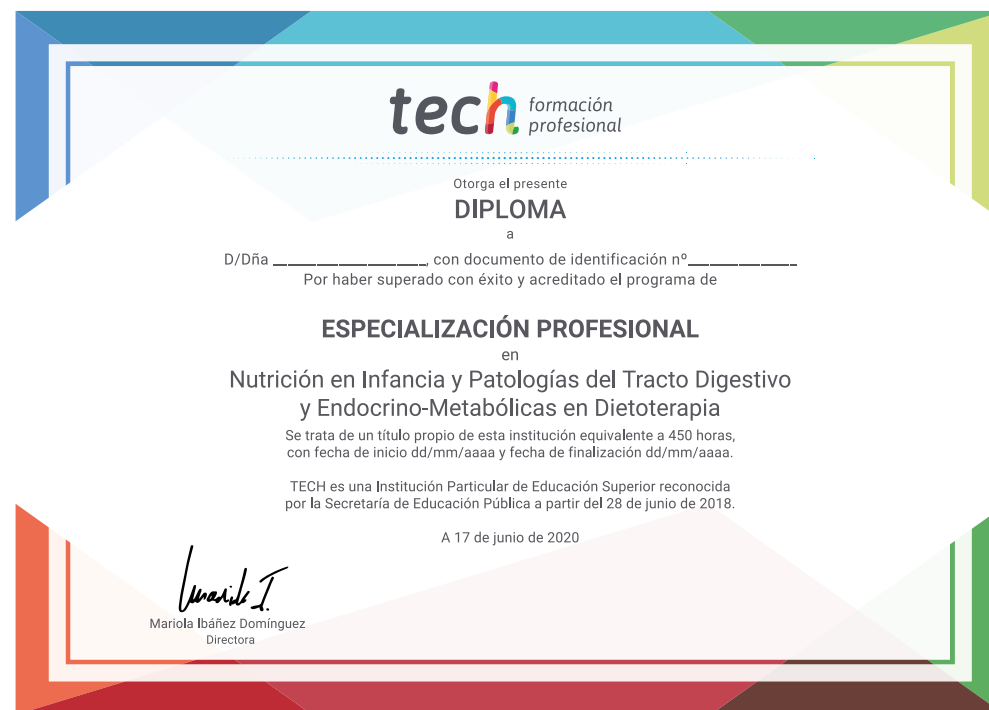 tech formación
profesional
Otorga el presente
DIPLOMA
a
D/Dña ____________________, con documento de identificación nº______________
Por haber superado con éxito y acreditado el programa de
ESPECIALIZACIÓN PROFESIONAL
en
Nutrición en Infancia y Patologías del Tracto Digestivo
y Endocrino-Metabólicas en Dietoterapia
Se trata de un título propio de esta institución equivalente a 450 horas,
con fecha de inicio dd/mm/aaaa y fecha de finalización dd/mm/aaaa.
TECH es una Institución Particular de Educación Superior reconocida
por la Secretaría de Educación Pública a partir del 28 de junio de 2018.
A 17 de junio de 2020
Mariola I.
Mariola Ibáñez Domínguez
Directora